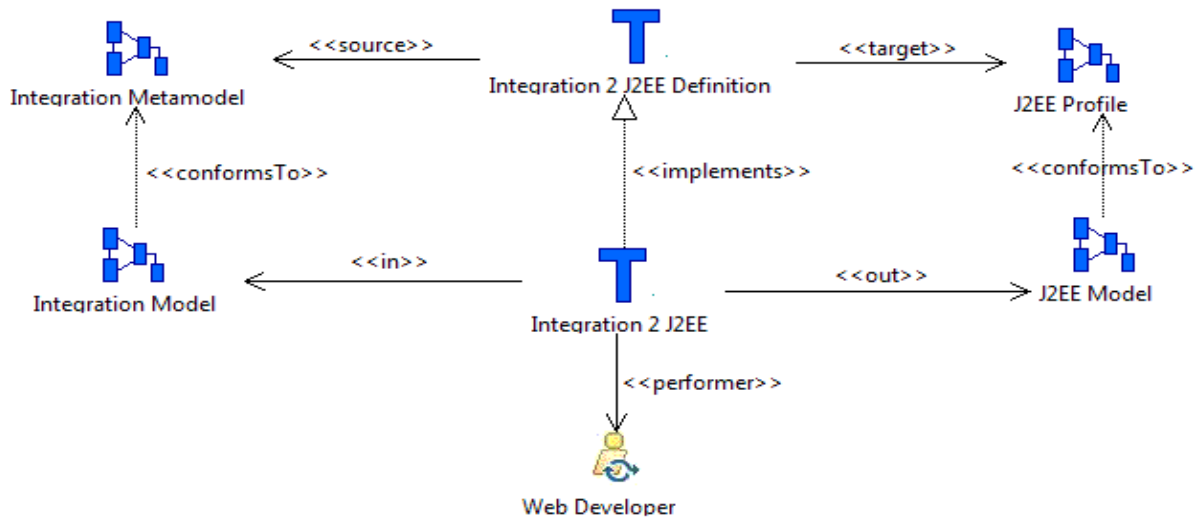 <<source>>
<<target>>
Integration Metamodel
Integration 2 J2EE Definition
J2EE Profile
<<conformsTo>>
<<implements>>
<<conformsTo>>
<<in>>
<<out>>
Integration Model
Integration 2 J2EE
J2EE Model
<<performer>>
Web Developer